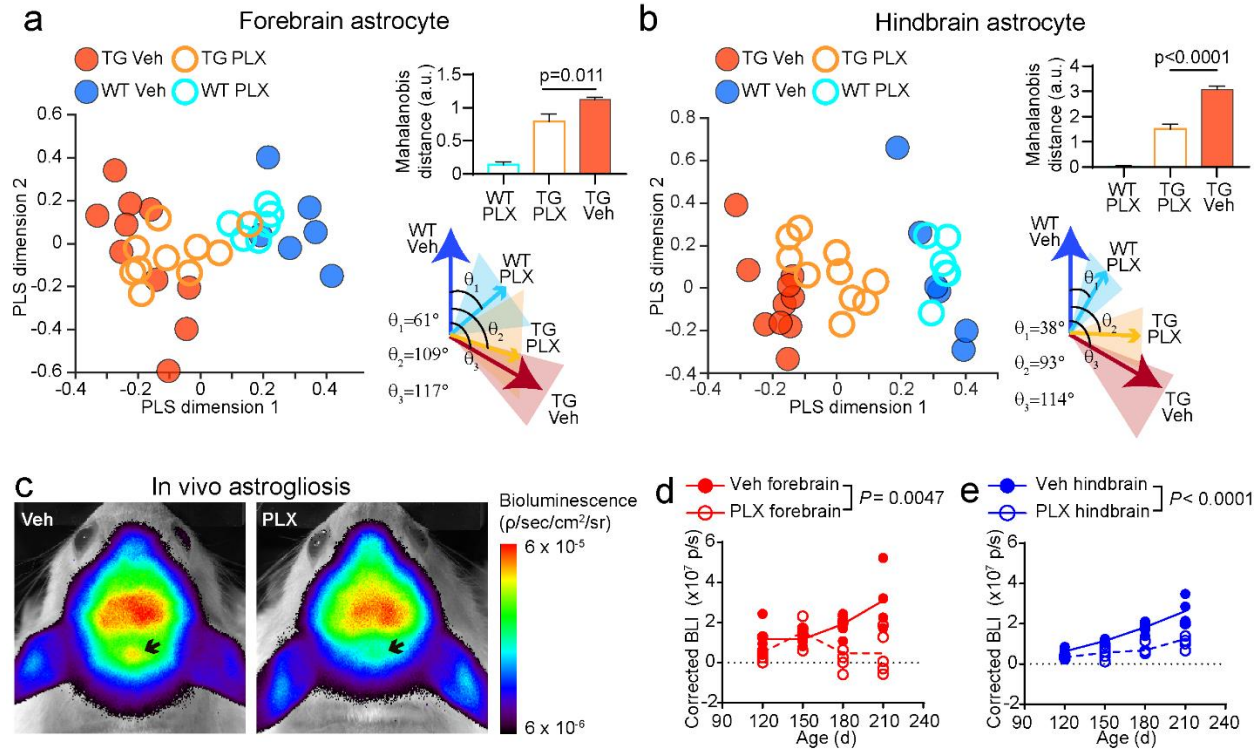 a
Forebrain astrocyte
TG Veh
TG PLX
WT Veh
WT PLX
PLS dimension 2
0.6
0.4
0.2
0
-0.2
-0.4
-0.6
-0.4
-0.2
0
0.2
0.4
PLS dimension 1
Mahalanobis
distance (a.u.)
1.5
1
0.5
0
p=0.011
WT
PLX
TG
PLX
TG
Veh
WT
Veh
WT
PLX
TG
PLX
TG
Veh
θ1
θ2
θ3
θ1=61°
θ2=109°
θ3=117°
b
Hindbrain astrocyte
TG Veh
TG PLX
WT Veh
WT PLX
PLS dimension 2
0.8
0.6
0.4
0.2
0
-0.2
-0.4
-0.4
-0.2
0
0.2
0.4
PLS dimension 1
Mahalanobis
distance (a.u.)
4
3
2
1
0
p<0.0001
WT
PLX
TG
PLX
TG
Veh
WT
Veh
WT
PLX
TG
PLX
TG
Veh
θ1
θ2
θ3
θ1=38°
θ2=93°
θ3=114°
c
In vivo astrogliosis
Veh
PLX
Bioluminescence
(ρ/sec/cm²/sr)
6 x 10⁻⁵
6 x 10⁻⁶
d
Veh forebrain
PLX forebrain
P= 0.0047
Corrected BLI (x10⁷ p/s)
6
4
2
0
-2
90
120
150
180
210
240
Age (d)
e
Veh hindbrain
PLX hindbrain
P< 0.0001
Corrected BLI (x10⁷ p/s)
6
4
2
0
-2
90
120
150
180
210
240
Age (d)